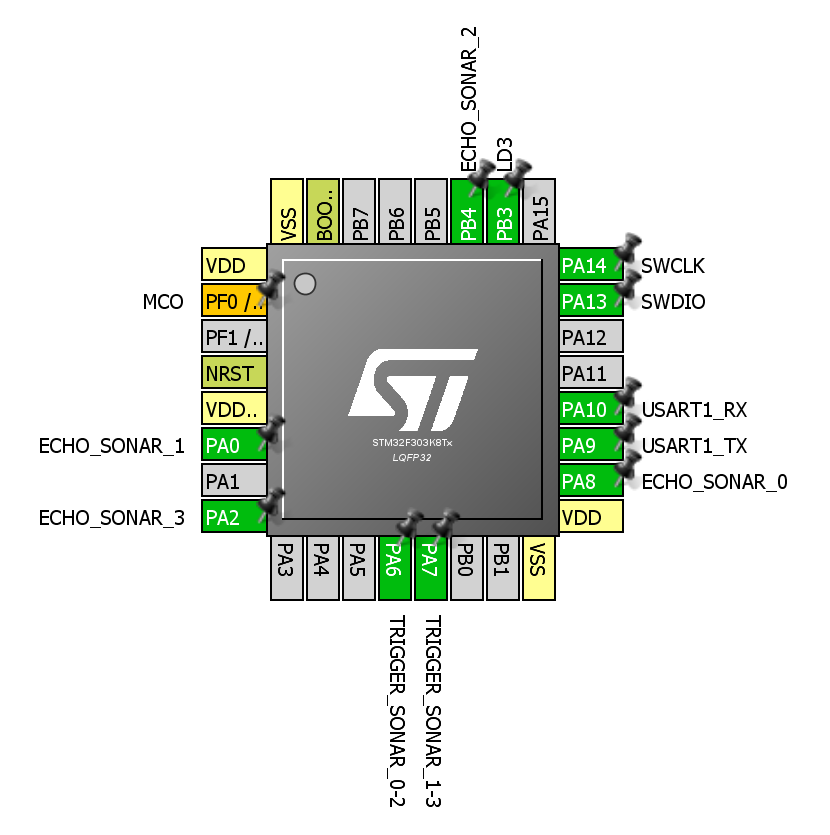 ECHO_SONAR_2
LD3
VSS
BOO..
PB7
PB6
PB5
PB4
PB3
PA15
VDD
MCO
PF0 /..
PF1 /..
NRST
VDD..
ECHO_SONAR_1
PA0
PA1
ECHO_SONAR_3
PA2
ST
STM32F303K8Tx
LQFP32
PA14
SWCLK
PA13
SWDIO
PA12
PA11
PA10
USART1_RX
PA9
USART1_TX
PA8
ECHO_SONAR_0
VDD
PA3
PA4
PA5
PA6
PA7
PB0
PB1
VSS
TRIGGER_SONAR_0-2
TRIGGER_SONAR_1-3